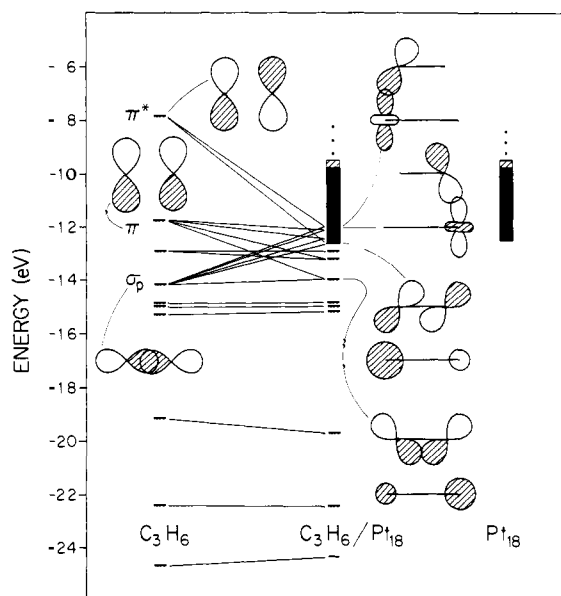 ENERGY (eV)
- 6
- 8
-10
-12
-14
-16
-18
-20
-22
-24
π*
π
σp
C3H6
C3H6
Pt18
Pt18